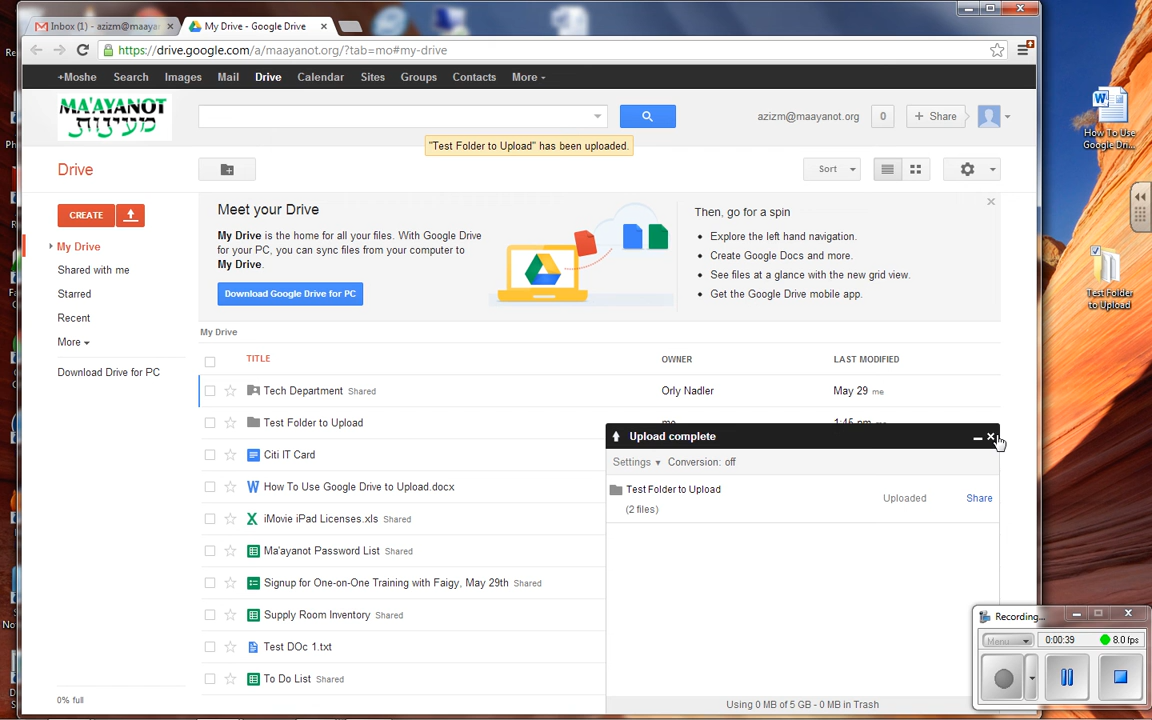 Inbox (1) - azizm@maayan
My Drive - Google Drive
https://drive.google.com/a/maayanot.org/?tab=mo#my-drive
+Moshe Search Images Mail Drive Calendar Sites Groups Contacts More
MA'AYANOT
מעינות
azizm@maayanot.org 0 + Share
"Test Folder to Upload" has been uploaded.
Drive
Sort
CREATE
My Drive
Shared with me
Starred
Recent
More
Download Drive for PC
0% full
Meet your Drive
My Drive is the home for all your files. With Google Drive
for your PC, you can sync files from your computer to
My Drive.
Download Google Drive for PC
Then, go for a spin
Explore the left hand navigation.
Create Google Docs and more.
See files at a glance with the new grid view.
Get the Google Drive mobile app.
My Drive
TITLE OWNER LAST MODIFIED
Tech Department Shared Orly Nadler May 29 me
Test Folder to Upload me 1:45 pm me
Citi IT Card
How To Use Google Drive to Upload.docx
iMovie iPad Licenses.xls Shared
Ma'ayanot Password List Shared
Signup for One-on-One Training with Faigy, May 29th Shared
Supply Room Inventory Shared
Test DOc 1.txt
To Do List Shared
Upload complete
Settings Conversion: off
Test Folder to Upload
(2 files)
Uploaded Share
Using 0 MB of 5 GB - 0 MB in Trash
How To Use
Google Dr...
Test Folder
to Upload
Recording...
Menu 0:00:39 8.0 fps